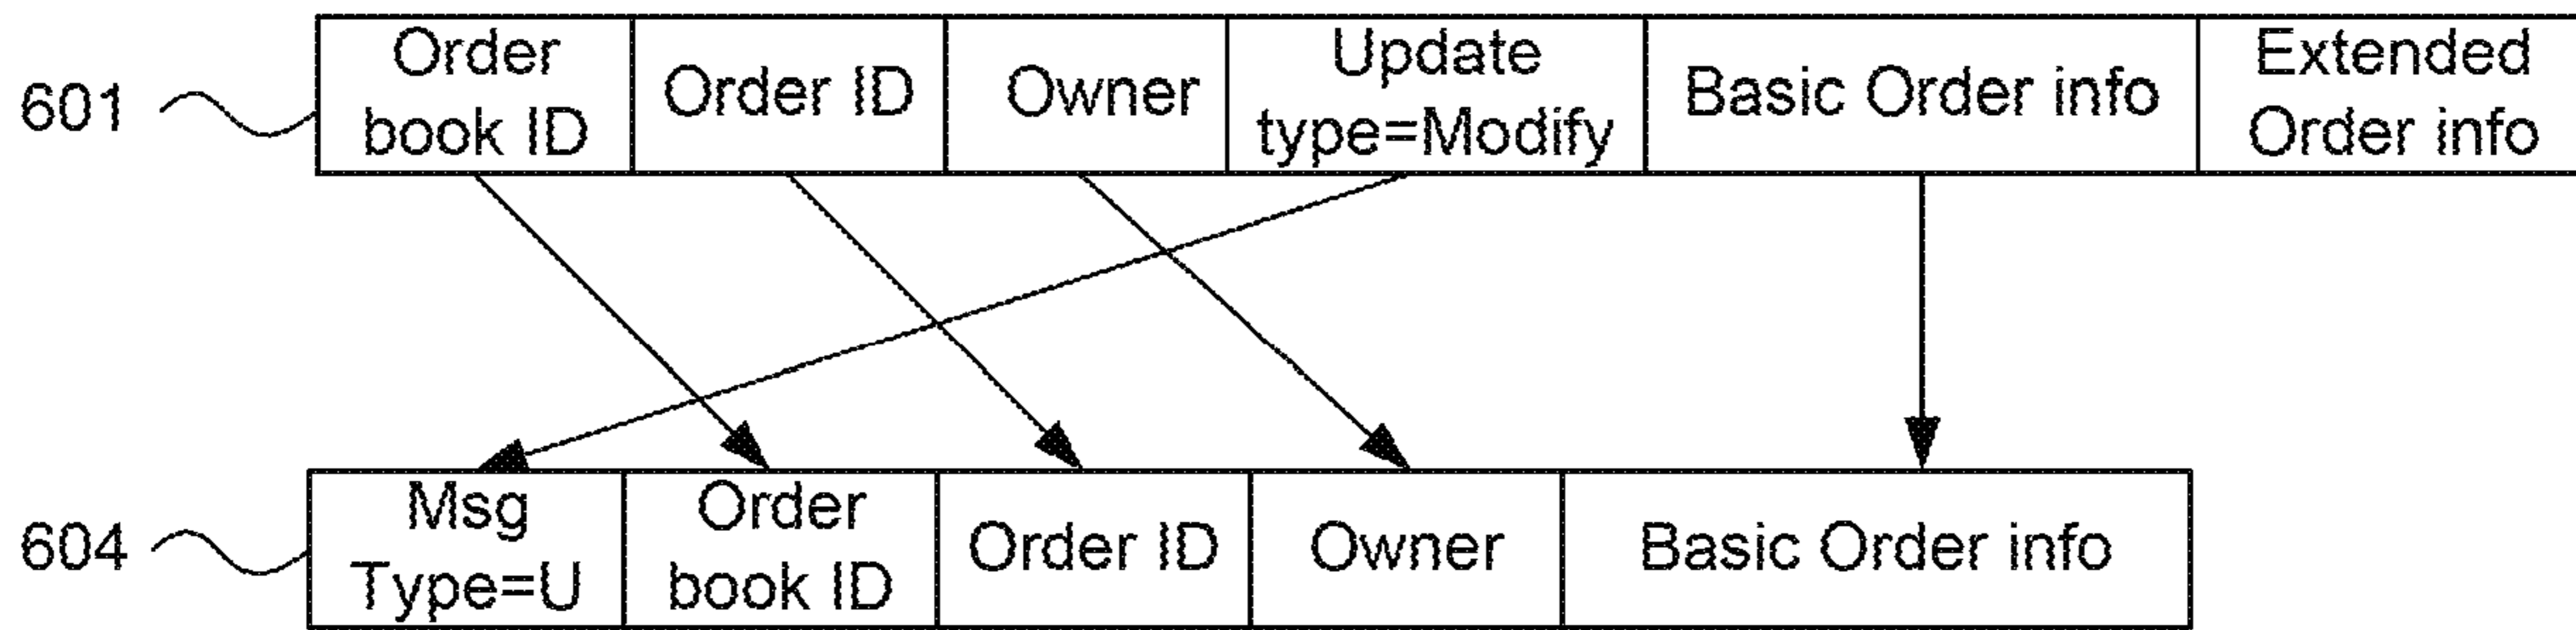 601
Order
book ID
Order ID
Owner
Update
type=Modify
Basic Order info
Extended
Order info
604
Msg
Type=U
Order
book ID
Order ID
Owner
Basic Order info